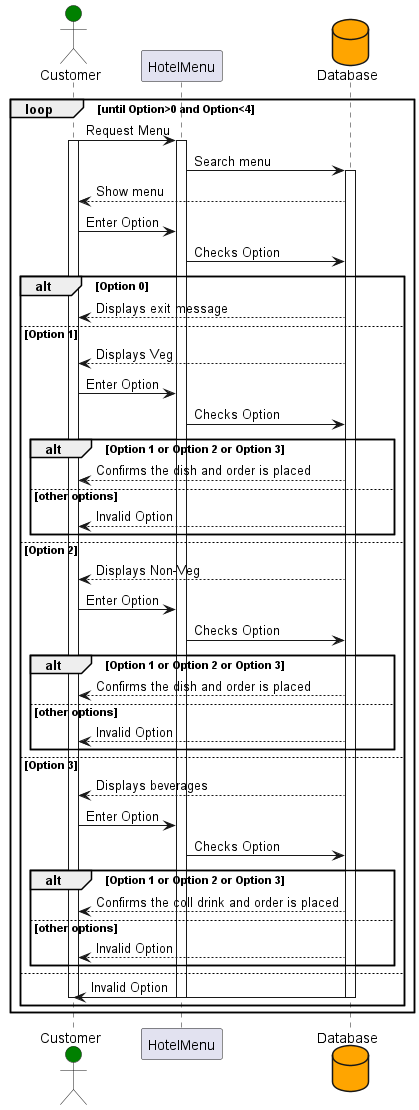 Customer
HotelMenu
Database
loop [until Option>0 and Option<4]
Request Menu
Search menu
Show menu
Enter Option
Checks Option
alt [Option 0]
Displays exit message
[Option 1]
Displays Veg
Enter Option
Checks Option
alt [Option 1 or Option 2 or Option 3]
Confirms the dish and order is placed
[other options]
Invalid Option
[Option 2]
Displays Non-Veg
Enter Option
Checks Option
alt [Option 1 or Option 2 or Option 3]
Confirms the dish and order is placed
[other options]
Invalid Option
[Option 3]
Displays beverages
Enter Option
Checks Option
alt [Option 1 or Option 2 or Option 3]
Confirms the coll drink and order is placed
[other options]
Invalid Option
Invalid Option
Customer
HotelMenu
Database